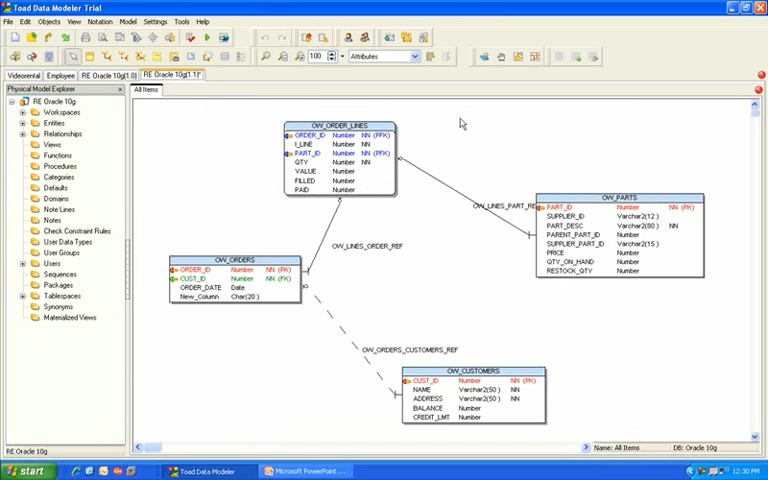 Toad Data Modeler Trial
File Edit Objects View Notation Model Settings Tools Help
100 Attributes
Videorental Employee RE Oracle 10g(1.0) RE Oracle 10g(1.1)*
Physical Model Explorer
All Items
RE Oracle 10g
Workspaces
Entities
Relationships
Views
Functions
Procedures
Categories
Defaults
Domains
Note Lines
Notes
Check Constraint Rules
User Data Types
User Groups
Users
Sequences
Packages
Tablespaces
Synonyms
Materialized Views
OW_ORDER_LINES
ORDER_ID Number NN (PFK)
I_LINE Number NN
PART_ID Number NN (PFK)
QTY Number NN
VALUE Number
FILLED Number
PAID Number
OW_LINES_PART_RE
OW_PARTS
PART_ID Number NN (PK)
SUPPLIER_ID Varchar2(12 )
PART_DESC Varchar2(80 ) NN
PARENT_PART_ID Number
SUPPLIER_PART_ID Varchar2(15 )
PRICE Number
QTY_ON_HAND Number
RESTOCK_QTY Number
OW_LINES_ORDER_REF
OW_ORDERS
ORDER_ID Number NN (PK)
CUST_ID Number NN (FK)
ORDER_DATE Date
New_Column Char(20 )
OW_ORDERS_CUSTOMERS_REF
OW_CUSTOMERS
CUST_ID Number NN (PK)
NAME Varchar2(50 ) NN
ADDRESS Varchar2(50 ) NN
BALANCE Number
CREDIT_LMT Number
RE Oracle 10g
Name: All Items DB: Oracle 10g
start
Toad Data Modeler
Microsoft PowerPoint ...
12:30 PM